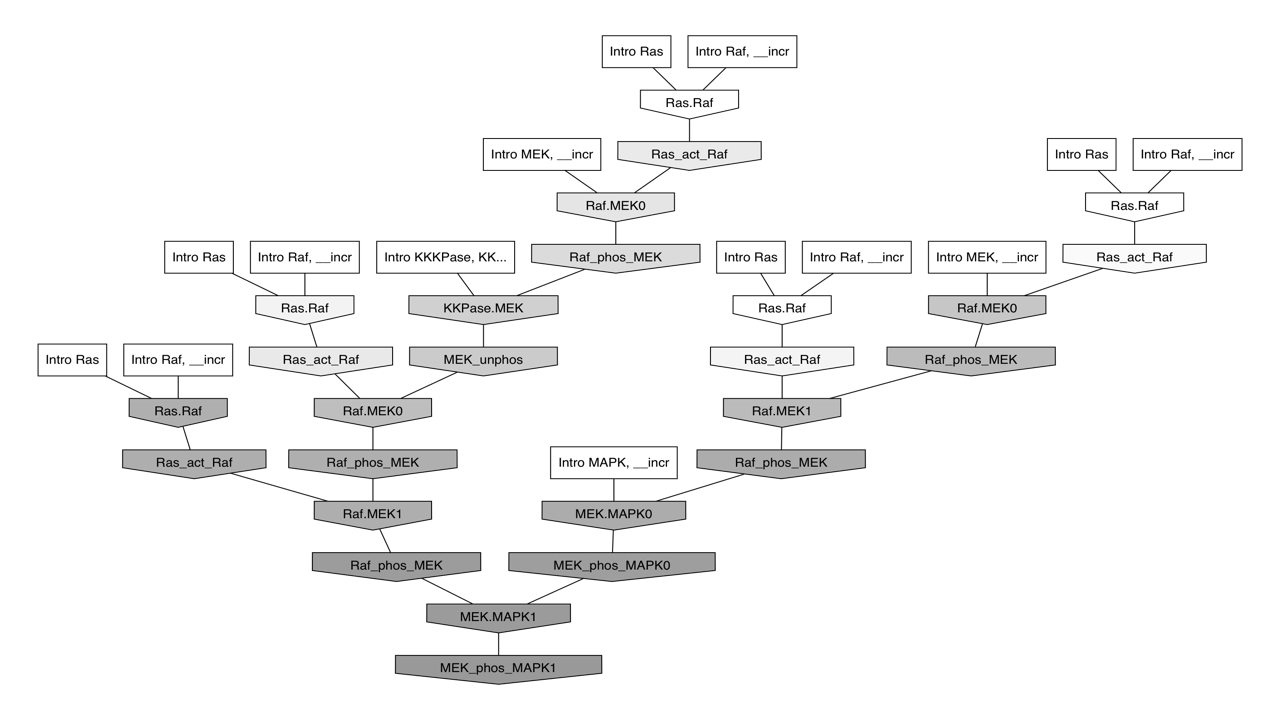 Intro Ras
Intro Raf, __incr
Ras.Raf
Intro MEK, __incr
Ras_act_Raf
Intro Ras
Intro Raf, __incr
Raf.MEK0
Ras.Raf
Intro Ras
Intro Raf, __incr
Intro KKKPase, KK...
Raf_phos_MEK
Intro Ras
Intro Raf, __incr
Intro MEK, __incr
Ras_act_Raf
Ras.Raf
KKPase.MEK
Ras.Raf
Raf.MEK0
Intro Ras
Intro Raf, __incr
Ras_act_Raf
MEK_unphos
Ras_act_Raf
Raf_phos_MEK
Ras.Raf
Raf.MEK0
Raf.MEK1
Ras_act_Raf
Raf_phos_MEK
Intro MAPK, __incr
Raf_phos_MEK
Raf.MEK1
MEK.MAPK0
Raf_phos_MEK
MEK_phos_MAPK0
MEK.MAPK1
MEK_phos_MAPK1